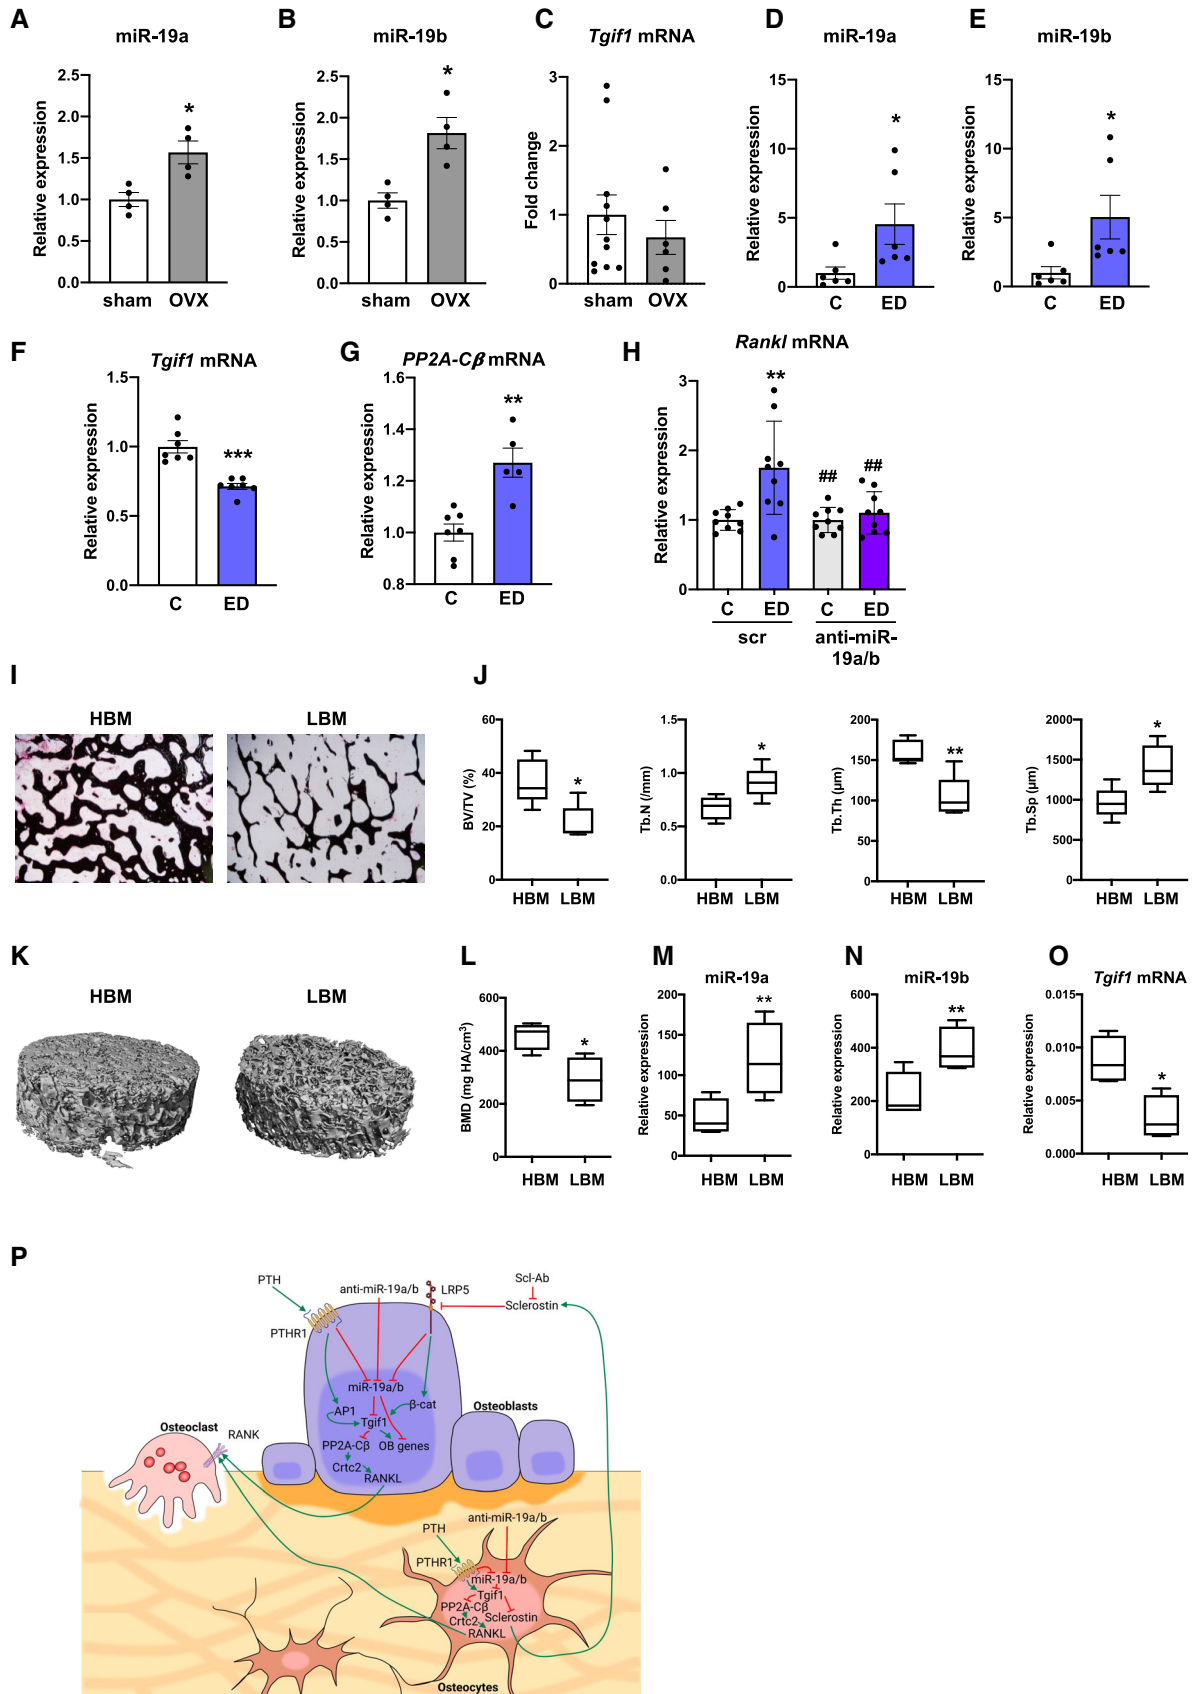 A
miR-19a
Relative expression
2.5
2.0
1.5
1.0
0.5
0.0
*
sham OVX
B
miR-19b
Relative expression
2.5
2.0
1.5
1.0
0.5
0.0
*
sham OVX
C
Tgif1 mRNA
Fold change
3
2
1
0
sham OVX
D
miR-19a
Relative expression
15
10
5
0
*
C ED
E
miR-19b
Relative expression
15
10
5
0
*
C ED
F
Tgif1 mRNA
Relative expression
1.5
1.0
0.5
0.0
***
C ED
G
PP2A-Cβ mRNA
Relative expression
1.6
1.4
1.2
1.0
0.8
**
C ED
H
Rankl mRNA
Relative expression
3
2
1
0
**
##
##
C ED C ED
scr anti-miR-
19a/b
I
HBM LBM
J
BV/TV (%)
60
40
20
0
*
HBM LBM
Tb.N (/mm)
1.5
1.0
0.5
0.0
*
HBM LBM
Tb.Th (µm)
200
150
100
50
0
**
HBM LBM
Tb.Sp (µm)
2000
1500
1000
500
0
*
HBM LBM
K
HBM LBM
L
BMD (mg HA/cm³)
600
400
200
0
*
HBM LBM
M
miR-19a
Relative expression
200
150
100
50
0
**
HBM LBM
N
miR-19b
Relative expression
600
400
200
0
**
HBM LBM
O
Tgif1 mRNA
Relative expression
0.015
0.010
0.005
0.000
*
HBM LBM
P
PTH
anti-miR-19a/b
LRP5
Scl-Ab
Sclerostin
PTHR1
miR-19a/b
AP1
β-cat
Tgif1
PP2A-Cβ
OB genes
Crtc2
RANKL
Osteoblasts
Osteoclast
RANK
anti-miR-19a/b
PTH
PTHR1
miR-19a/b
Tgif1
PP2A-Cβ
Crtc2
Sclerostin
RANKL
Osteocytes